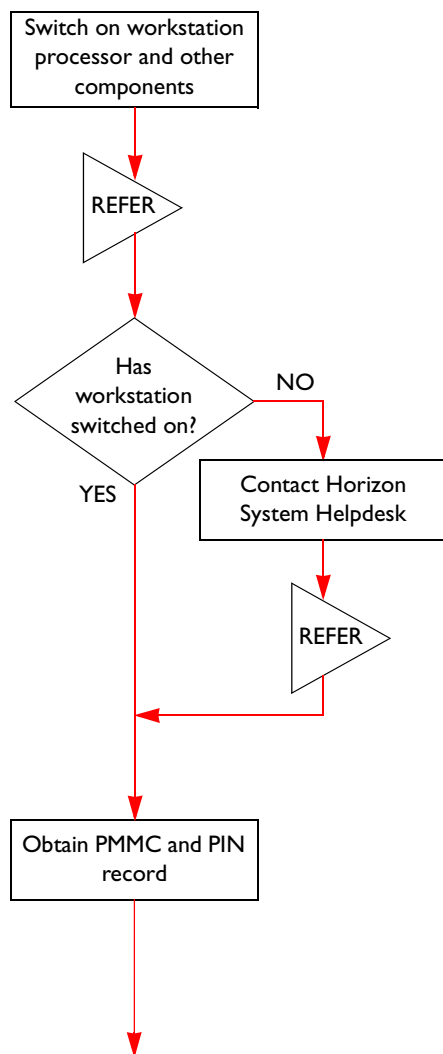 Switch on workstation
processor and other
components
REFER
Has
workstation
switched on?
NO
YES
Contact Horizon
System Helpdesk
REFER
Obtain PMMC and PIN
record